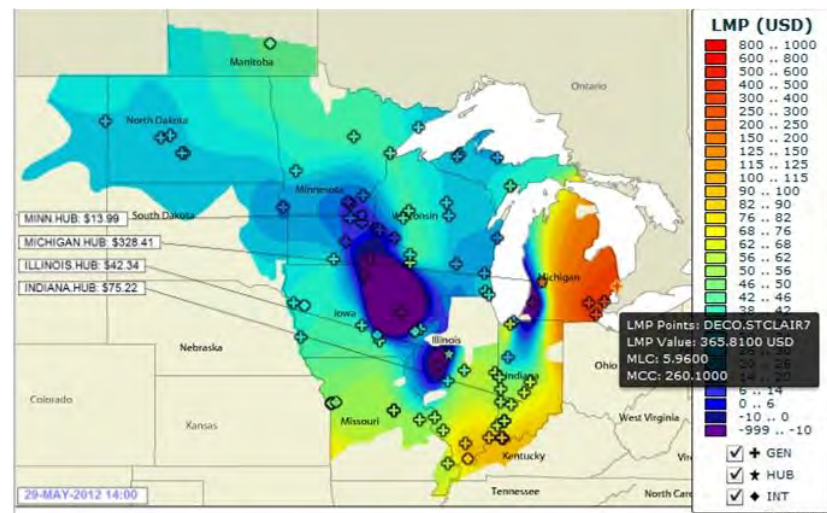 LMP (USD)
800 .. 1000
600 .. 800
500 .. 600
400 .. 500
300 .. 400
250 .. 300
200 .. 250
150 .. 200
125 .. 150
115 .. 125
100 .. 115
90 .. 100
82 .. 90
76 .. 82
68 .. 76
62 .. 68
56 .. 62
50 .. 56
46 .. 50
42 .. 46
38 .. 42
6 .. 14
0 .. 6
-10 .. 0
-999 .. -10
GEN
HUB
INT
Manitoba
Ontario
North Dakota
Minnesota
South Dakota
Wisconsin
MINN.HUB: $13.99
MICHIGAN.HUB: $328.41
ILLINOIS.HUB: $42.34
INDIANA.HUB: $75.22
Michigan
Iowa
Nebraska
Illinois
Indiana
Ohio
LMP Points: DECO.STCLAIR7
LMP Value: 365.8100 USD
MLC: 5.9600
MCC: 260.1000
Colorado
Kansas
Missouri
West Virginia
Kentucky
Tennessee
North Car
29-MAY-2012 14:00